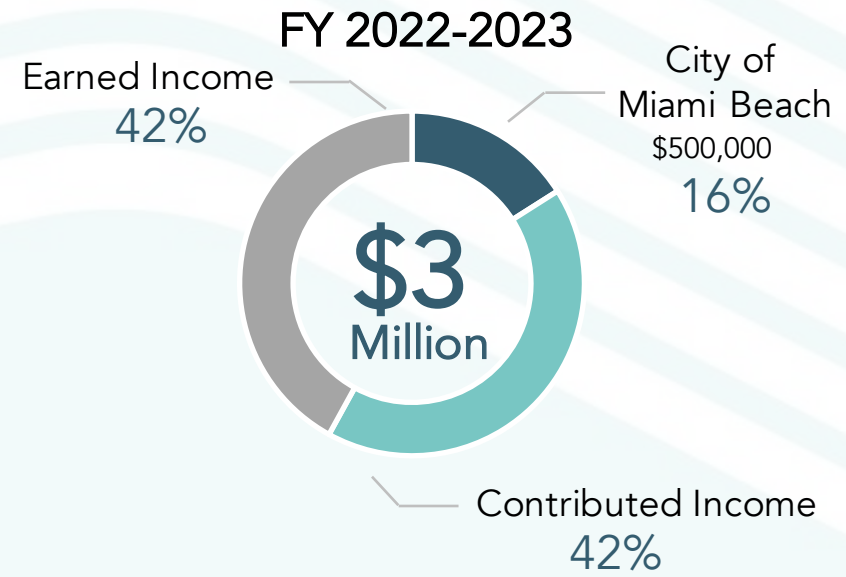 FY 2022-2023
Earned Income
42%
City of
Miami Beach
$500,000
16%
$3
Million
Contributed Income
42%